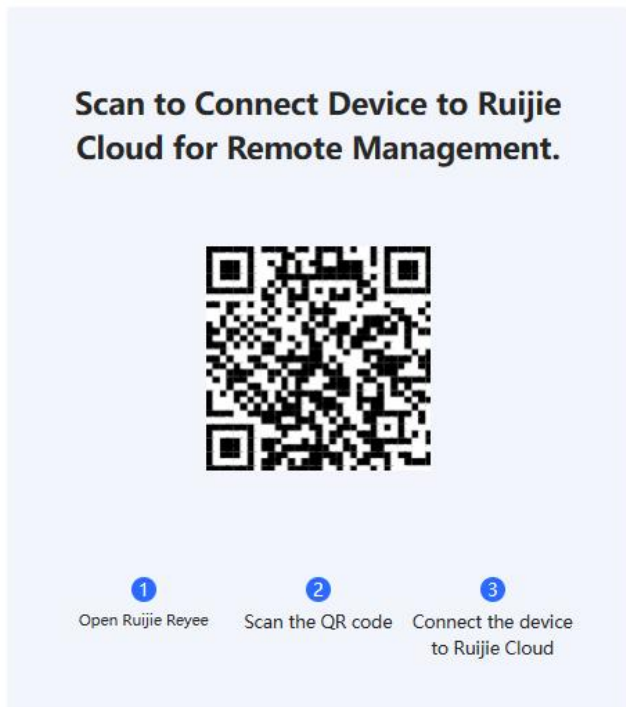 Scan to Connect Device to Ruijie
Cloud for Remote Management.
1
2
3
Open Ruijie Reyee
Scan the QR code
Connect the device
to Ruijie Cloud